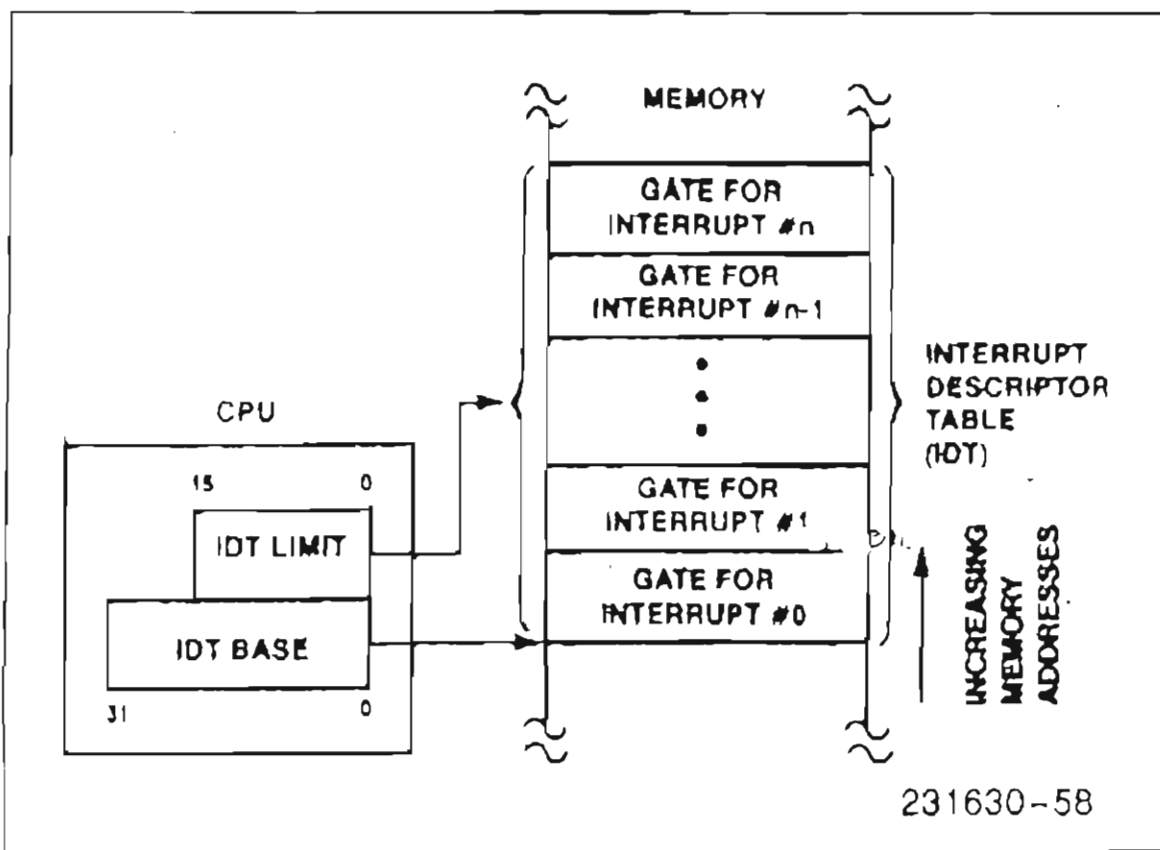 MEMORY
GATE FOR
INTERRUPT #n
GATE FOR
INTERRUPT #n-1
INTERRUPT
DESCRIPTOR
TABLE
(IDT)
CPU
15 0
IDT LIMIT
GATE FOR
INTERRUPT #1
GATE FOR
INTERRUPT #0
IDT BASE
31 0
INCREASING
MEMORY
ADDRESSES
231630-58